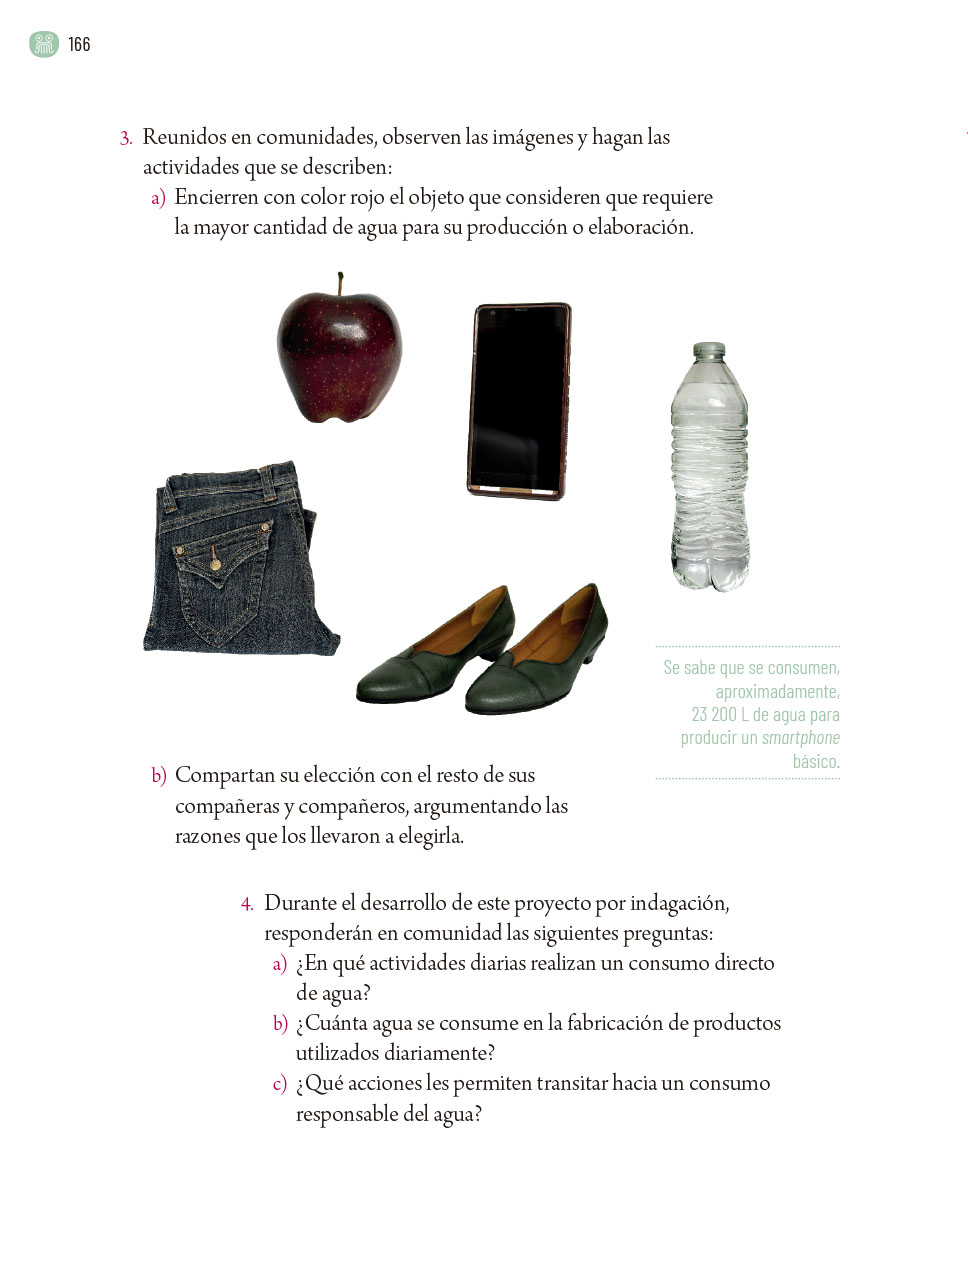 166
3. Reunidos en comunidades, observen las imágenes y hagan las
actividades que se describen:
a) Encierren con color rojo el objeto que consideren que requiere
la mayor cantidad de agua para su producción o elaboración.
Se sabe que se consumen,
aproximadamente,
23 200 L de agua para
producir un smartphone
básico.
b) Compartan su elección con el resto de sus
compañeras y compañeros, argumentando las
razones que los llevaron a elegirla.
4. Durante el desarrollo de este proyecto por indagación,
responderán en comunidad las siguientes preguntas:
a) ¿En qué actividades diarias realizan un consumo directo
de agua?
b) ¿Cuánta agua se consume en la fabricación de productos
utilizados diariamente?
c) ¿Qué acciones les permiten transitar hacia un consumo
responsable del agua?